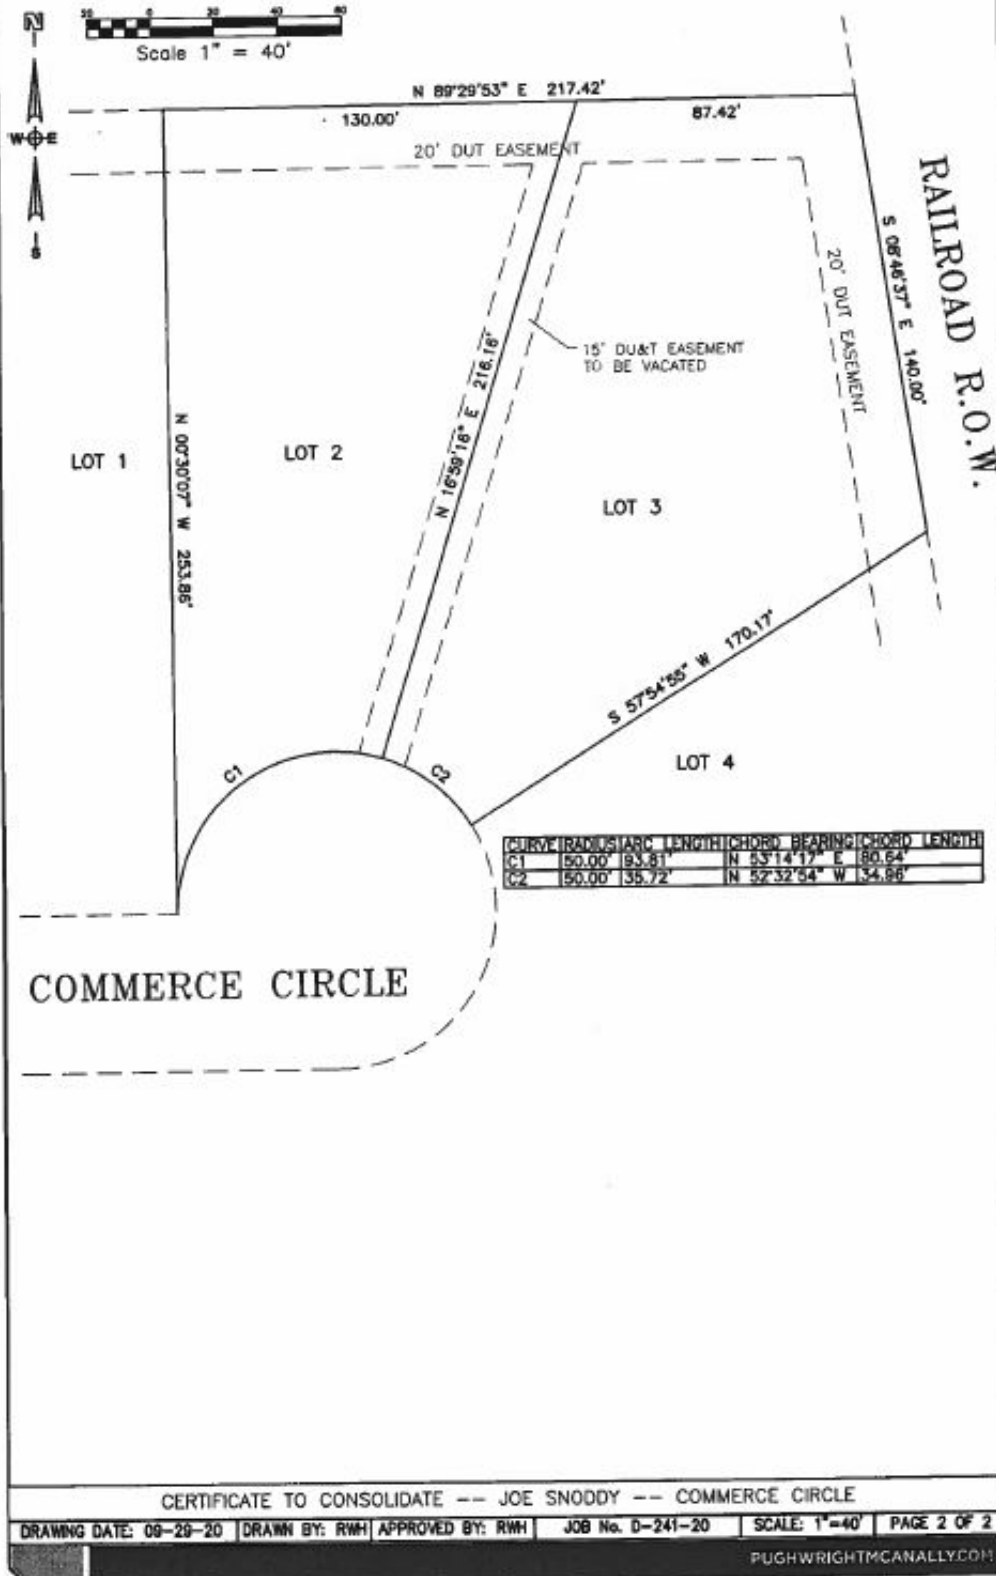 N
20 0 20 40 80
Scale 1" = 40'
W E
S
N 89°29'53" E 217.42'
130.00'
87.42'
20' DUT EASEMENT
RAILROAD R.O.W.
S 08°46'37" E 140.00'
20' DUT EASEMENT
15' DU&T EASEMENT
TO BE VACATED
N 16°59'16" E 216.16'
N 00°30'07" W 253.86'
LOT 1
LOT 2
LOT 3
S 57°54'55" W 170.17'
LOT 4
C1
C2
CURVE RADIUS ARC LENGTH CHORD BEARING CHORD LENGTH
C1 50.00' 93.81' N 53°14'17" E 80.64'
C2 50.00' 35.72' N 52°32'54" W 34.96'
COMMERCE CIRCLE
CERTIFICATE TO CONSOLIDATE -- JOE SNODDY -- COMMERCE CIRCLE
DRAWING DATE: 09-29-20 DRAWN BY: RWH APPROVED BY: RWH JOB No. D-241-20 SCALE: 1"=40' PAGE 2 OF 2
PUGHWRIGHTMCANALLY.COM